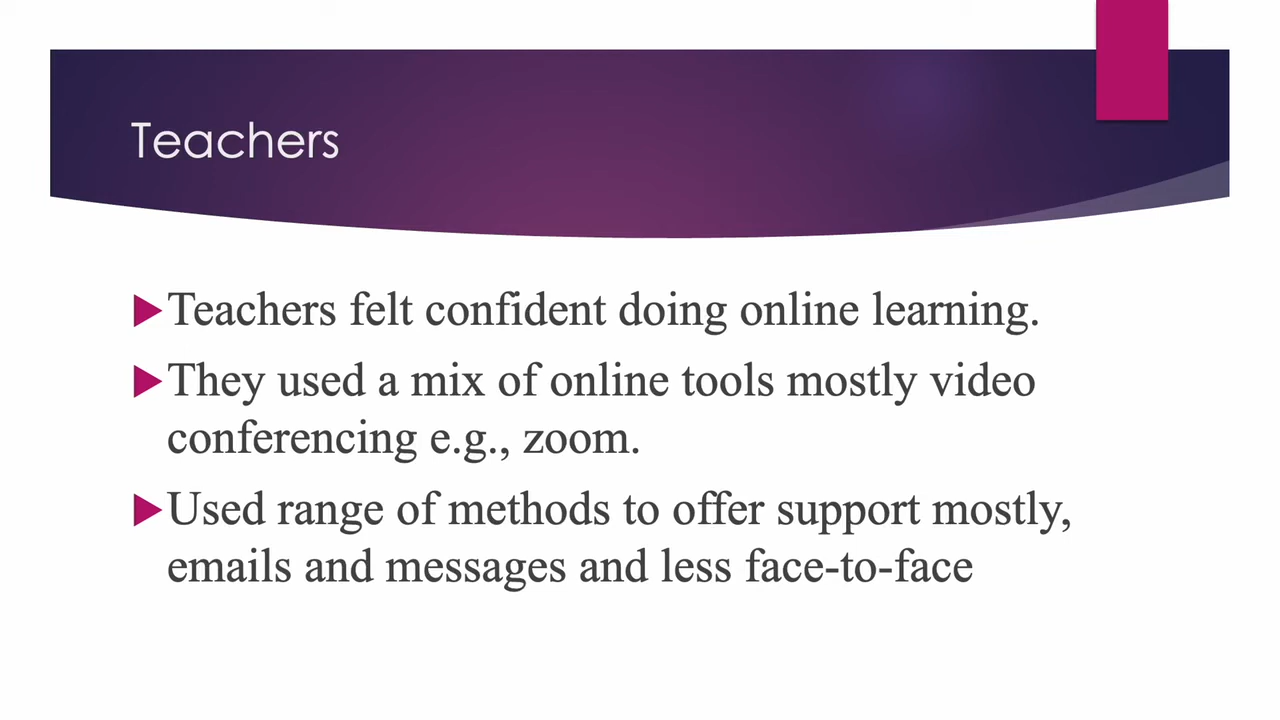 Teachers
Teachers felt confident doing online learning.
They used a mix of online tools mostly video
conferencing e.g., zoom.
Used range of methods to offer support mostly,
emails and messages and less face-to-face